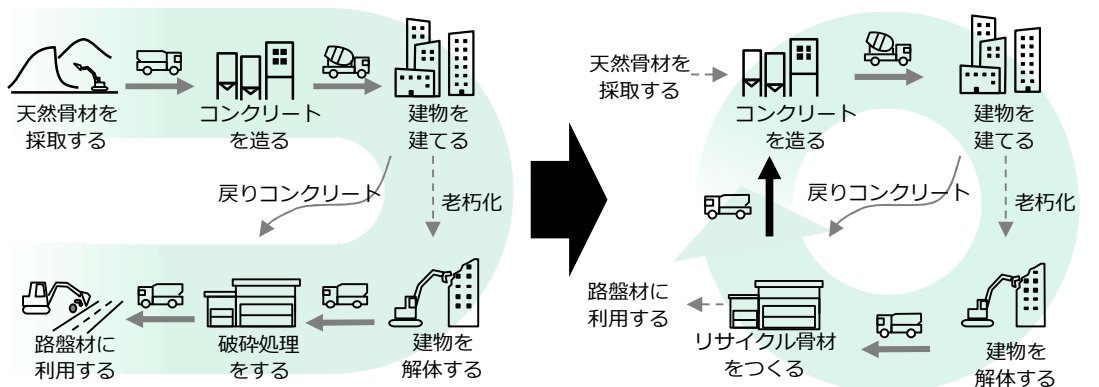 天然骨材を
採取する
コンクリート
を造る
建物を
建てる
戻りコンクリート
老朽化
路盤材に
利用する
破砕処理
をする
建物を
解体する
天然骨材を
採取する
コンクリート
を造る
建物を
建てる
戻りコンクリート
老朽化
路盤材に
利用する
リサイクル骨材
をつくる
建物を
解体する